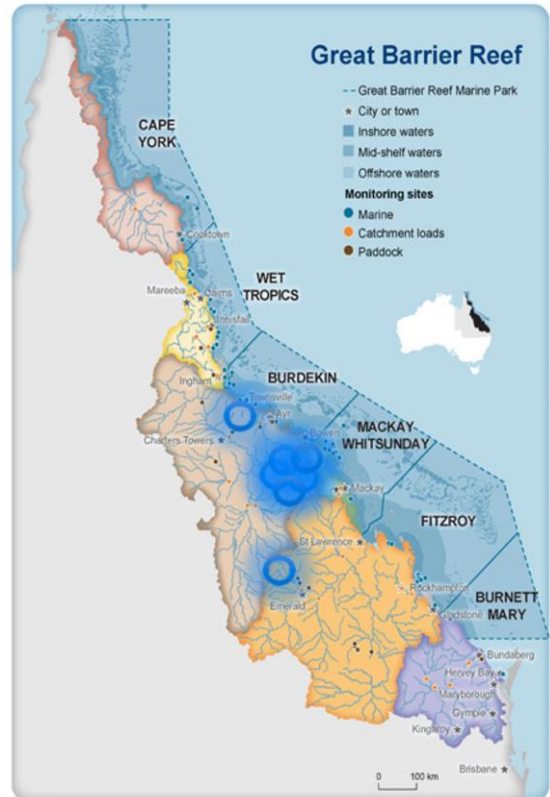 Great Barrier Reef
Great Barrier Reef Marine Park
City or town
Inshore waters
Mid-shelf waters
Offshore waters
Monitoring sites
Marine
Catchment loads
Paddock
CAPE
YORK
Cooktown
WET
TROPICS
Mareeba
Cairns
Innisfail
Ingham
BURDEKIN
Townsville
Ayr
Bowen
MACKAY
WHITSUNDAY
Charters Towers
Mackay
FITZROY
St Lawrence
Rockhampton
Emerald
Gladstone
BURNETT
MARY
Bundaberg
Hervey Bay
Maryborough
Gympie
Kingaroy
Brisbane
0 100 km